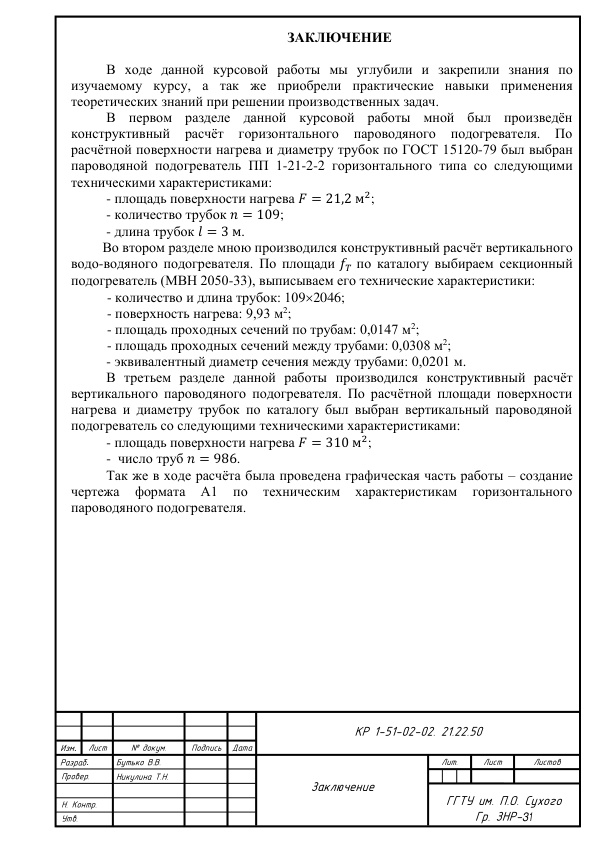 ЗАКЛЮЧЕНИЕ
В ходе данной курсовой работы мы углубили и закрепили знания по
изучаемому курсу, а так же приобрели практические навыки применения
теоретических знаний при решении производственных задач.
В первом разделе данной курсовой работы мной был произведён
конструктивный расчёт горизонтального пароводяного подогревателя. По
расчётной поверхности нагрева и диаметру трубок по ГОСТ 15120-79 был выбран
пароводяной подогреватель ПП 1-21-2-2 горизонтального типа со следующими
техническими характеристиками:
- площадь поверхности нагрева F = 21,2 м²;
- количество трубок n = 109;
- длина трубок l = 3 м.
Во втором разделе мною производился конструктивный расчёт вертикального
водо-водяного подогревателя. По площади f_T по каталогу выбираем секционный
подогреватель (МВН 2050-33), выписываем его технические характеристики:
- количество и длина трубок: 109×2046;
- поверхность нагрева: 9,93 м²;
- площадь проходных сечений по трубам: 0,0147 м²;
- площадь проходных сечений между трубами: 0,0308 м²;
- эквивалентный диаметр сечения между трубами: 0,0201 м.
В третьем разделе данной работы производился конструктивный расчёт
вертикального пароводяного подогревателя. По расчётной площади поверхности
нагрева и диаметру трубок по каталогу был выбран вертикальный пароводяной
подогреватель со следующими техническими характеристиками:
- площадь поверхности нагрева F = 310 м²;
- число труб n = 986.
Так же в ходе расчёта была проведена графическая часть работы – создание
чертежа формата А1 по техническим характеристикам горизонтального
пароводяного подогревателя.
КР 1-51-02-02. 21.22.50
Изм. Лист № докум. Подпись Дата
Разраб. Бутько В.В.
Провер. Никулина Т.Н.
Н. Контр.
Утв.
Заключение
Лит. Лист Листов
ГГТУ им. П.О. Сухого
Гр. ЗНР-31